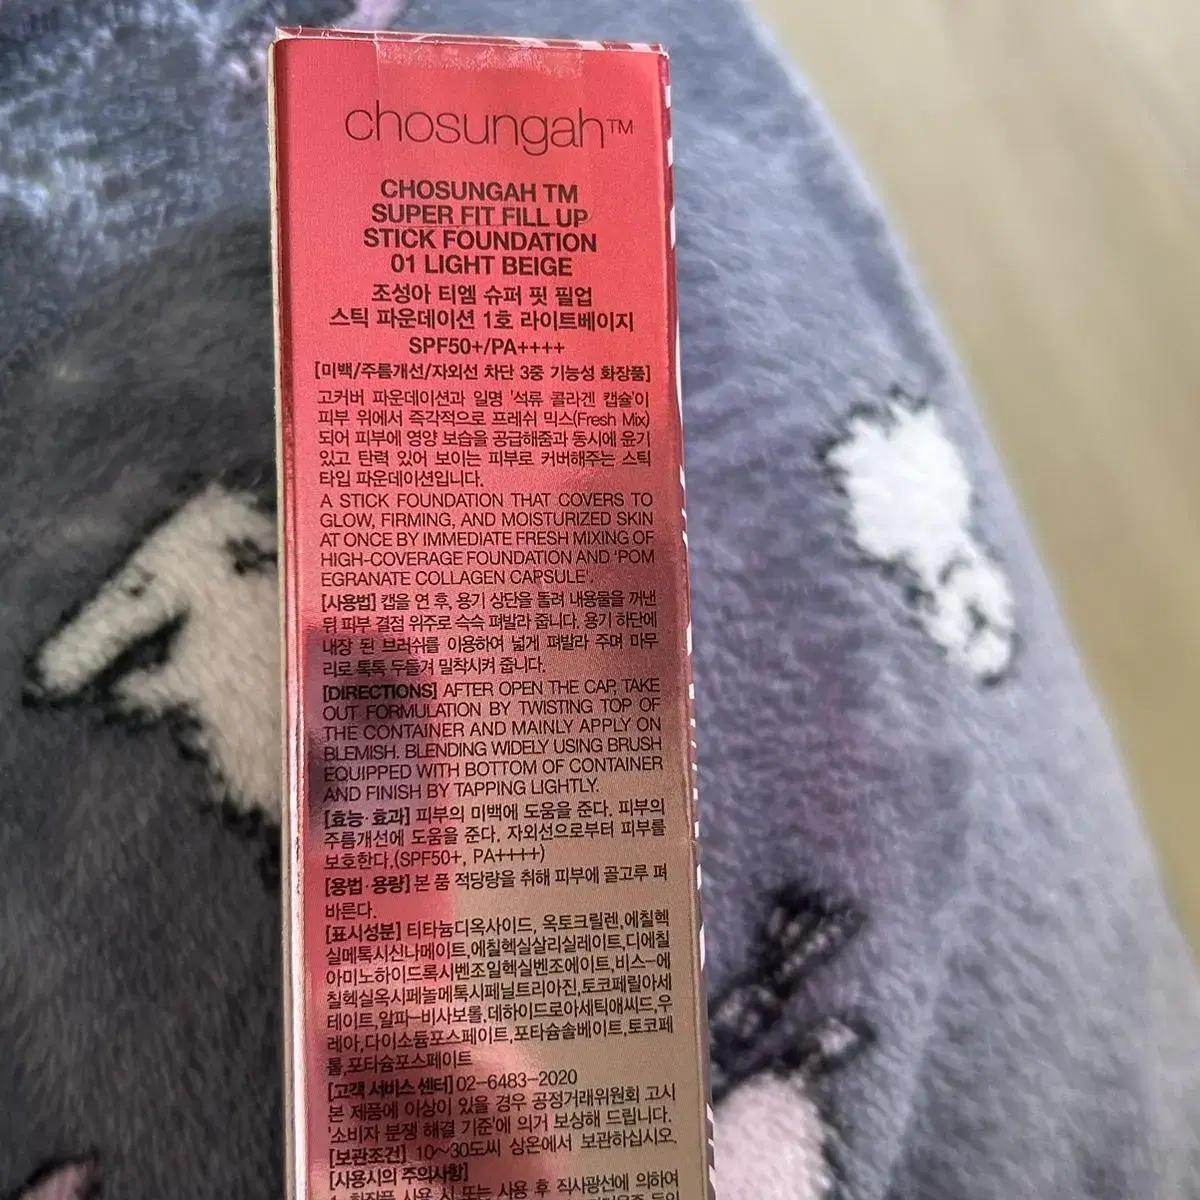 chosungah™
CHOSUNGAH TM
SUPER FIT FILL UP
STICK FOUNDATION
01 LIGHT BEIGE
조성아 티엠 슈퍼 핏 필업
스틱 파운데이션 1호 라이트베이지
SPF50+/PA++++
[미백/주름개선/자외선 차단 3중 기능성 화장품]
고커버 파운데이션과 일명 '석류 콜라겐 캡슐'이
피부 위에서 즉각적으로 프레쉬 믹스(Fresh Mix)
되어 피부에 영양 보습을 공급해줌과 동시에 윤기
있고 탄력 있어 보이는 피부로 커버해주는 스틱
타입 파운데이션입니다.
A STICK FOUNDATION THAT COVERS TO
GLOW, FIRMING, AND MOISTURIZED SKIN
AT ONCE BY IMMEDIATE FRESH MIXING OF
HIGH-COVERAGE FOUNDATION AND 'POM
EGRANATE COLLAGEN CAPSULE'.
[사용법] 캡을 연 후, 용기 상단을 돌려 내용물을 꺼낸
뒤 피부 결점 위주로 슥슥 펴발라 줍니다. 용기 하단에
내장 된 브러쉬를 이용하여 넓게 펴발라 주며 마무
리로 톡톡 두들겨 밀착시켜 줍니다.
[DIRECTIONS] AFTER OPEN THE CAP, TAKE
OUT FORMULATION BY TWISTING TOP OF
THE CONTAINER AND MAINLY APPLY ON
BLEMISH. BLENDING WIDELY USING BRUSH
EQUIPPED WITH BOTTOM OF CONTAINER
AND FINISH BY TAPPING LIGHTLY.
[효능·효과] 피부의 미백에 도움을 준다. 피부의
주름개선에 도움을 준다. 자외선으로부터 피부를
보호한다.(SPF50+, PA++++)
[용법·용량] 본 품 적당량을 취해 피부에 골고루 펴
바른다.
[표시성분] 티타늄디옥사이드, 옥토크릴렌,에칠헥
실메톡시신나메이트,에칠헥실살리실레이트,디에칠
아미노하이드록시벤조일헥실벤조에이트,비스-에
칠헥실옥시페놀메톡시페닐트리아진,토코페릴아세
테이트,알파-비사보롤,데하이드로아세틱애씨드,우
레아,다이소듐포스페이트,포타슘솔베이트,토코페
롤,포티슘포스페이트
[고객 서비스 센터] 02-6483-2020
본 제품에 이상이 있을 경우 공정거래위원회 고시
'소비자 분쟁 해결 기준'에 의거 보상해 드립니다.
[보관조건] 10~30도씨 상온에서 보관하십시오.
[사용시의 주의사항]
1. 화장품 사용 시 또는 사용 후 직사광선에 의하여